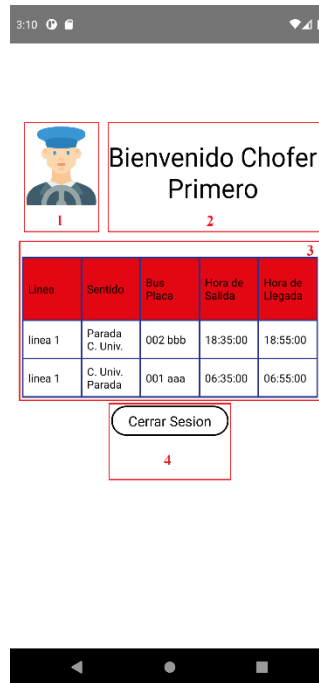 3:10
Bienvenido Chofer
Primero
1
2
3
Linea Sentido Bus Placa Hora de Salida Hora de Llegada
linea 1 Parada C. Univ. 002 bbb 18:35:00 18:55:00
linea 1 C. Univ. Parada 001 aaa 06:35:00 06:55:00
Cerrar Sesion
4